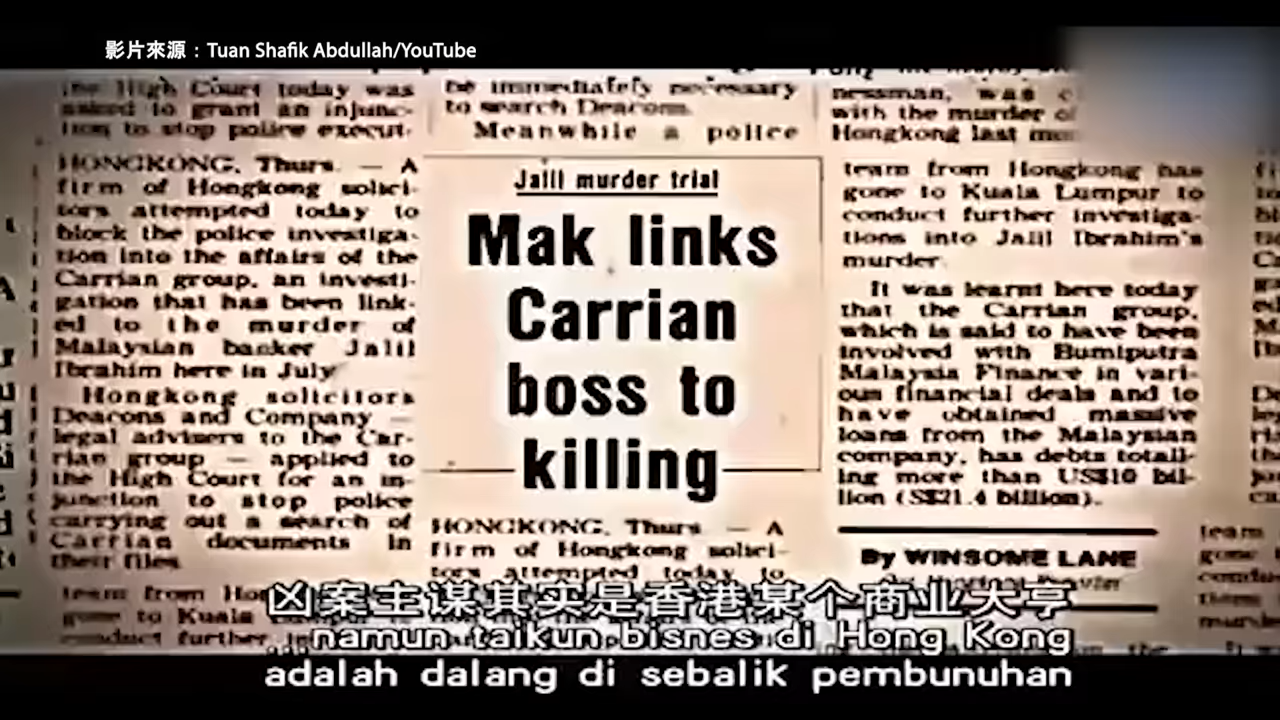 影片來源：Tuan Shafik Abdullah/YouTube
the High Court today was
asked to grant an injunc-
tion to stop police execut-
HONGKONG, Thurs. — A
firm of Hongkong solici-
tors attempted today to
block the police investiga-
tion into the affairs of the
Carrian group, an investi-
gation that has been link-
ed to the murder of
Malaysian banker Jalil
Ibrahim here in July
Hongkong solicitors
Deacons and Company —
legal advisers to the Car-
rian group — applied to
the High Court for an in-
junction to stop police
carrying out a search of
Carrian documents in
their files
team from
gone to Kuala
conduct further
be immediately necessary
to search Deacons.
Meanwhile a police
Jalil murder trial
Mak links
Carrian
boss to
killing
HONGKONG, Thurs — A
firm of Hongkong solici-
tors attempted today to
nessman, was
with the murder of
Hongkong last
team from Hongkong has
gone to Kuala Lumpur to
conduct further investiga-
tions into Jalil Ibrahim's
murder.
It was learnt here today
that the Carrian group,
which is said to have been
involved with Bumiputra
Malaysia Finance in vari-
ous financial deals and to
have obtained massive
loans from the Malaysian
company, has debts totall-
ing more than US$10 bil-
lion (S$21.4 billion).
By WINSOME LANE
team
凶案主谋其实是香港某个商业大亨
namun taikun bisnes di Hong Kong
adalah dalang di sebalik pembunuhan